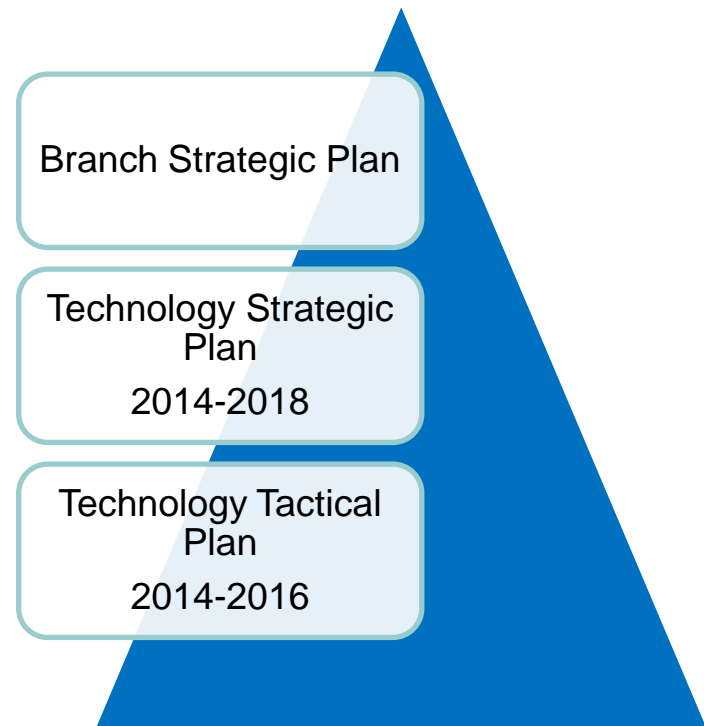 Branch Strategic Plan
Technology Strategic
Plan
2014-2018
Technology Tactical
Plan
2014-2016